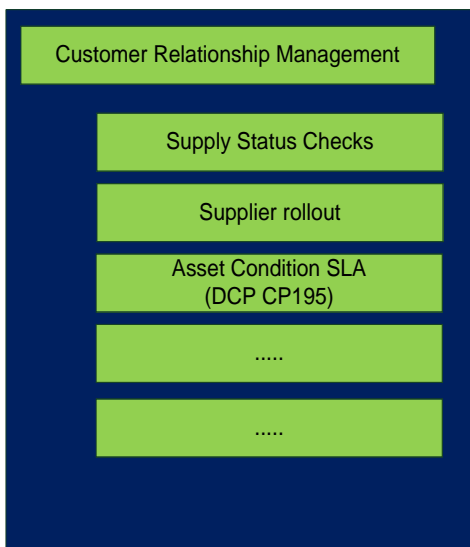 Customer Relationship Management
Supply Status Checks
Supplier rollout
Asset Condition SLA
(DCP CP195)
.....
.....